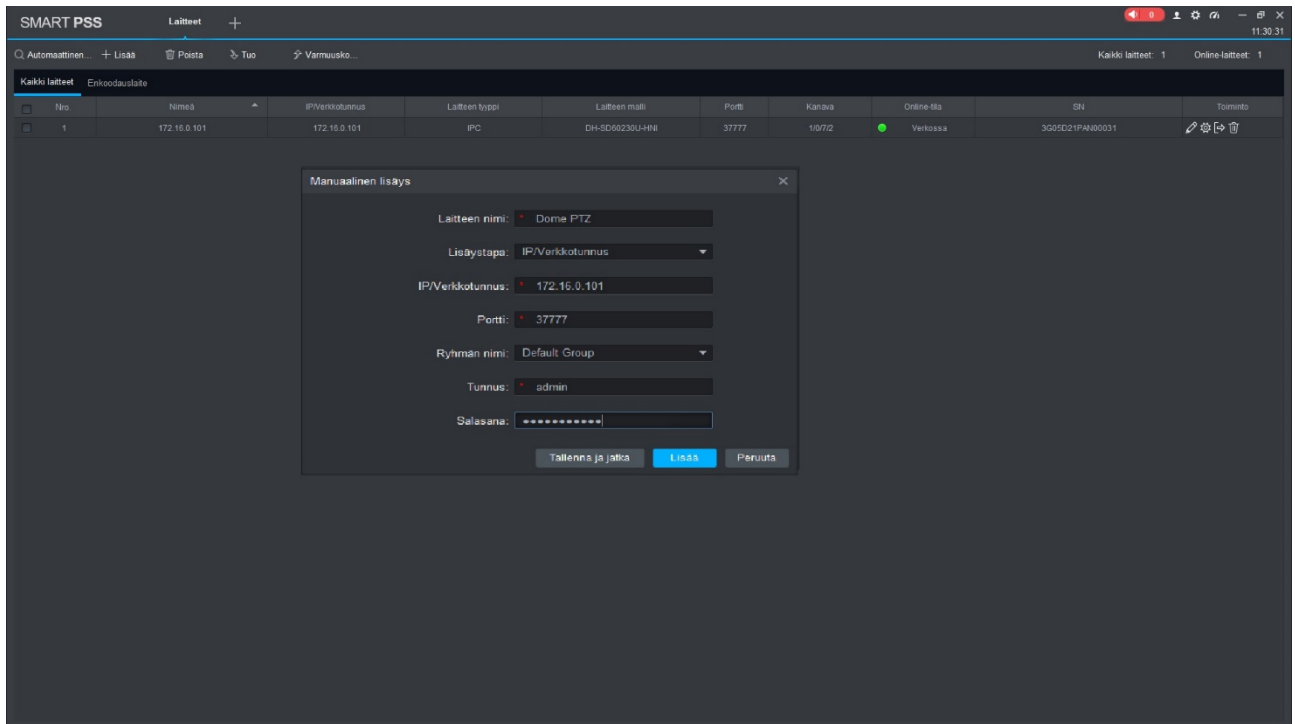 SMART PSS Laitteet 0
11:30:31
Automaattinen... Lisää Poista Tuo Varmuusko... Kaikki laitteet: 1 Online-laitteet: 1
Kaikki laitteet Enkoodauslaite
Nro. Nimeä IP/Verkkotunnus Laitteen tyyppi Laitteen malli Portti Kanava Online-tila SN Toiminto
1 172.16.0.101 172.16.0.101 IPC DH-SD60230U-HNI 37777 1/0/7/2 Verkossa 3G05D21PAN00031
Manuaalinen lisäys
Laitteen nimi: * Dome PTZ
Lisäystapa: IP/Verkkotunnus
IP/Verkkotunnus: * 172.16.0.101
Portti: * 37777
Ryhmän nimi: Default Group
Tunnus: * admin
Salasana: •••••••••••
Tallenna ja jatka Lisää Peruuta